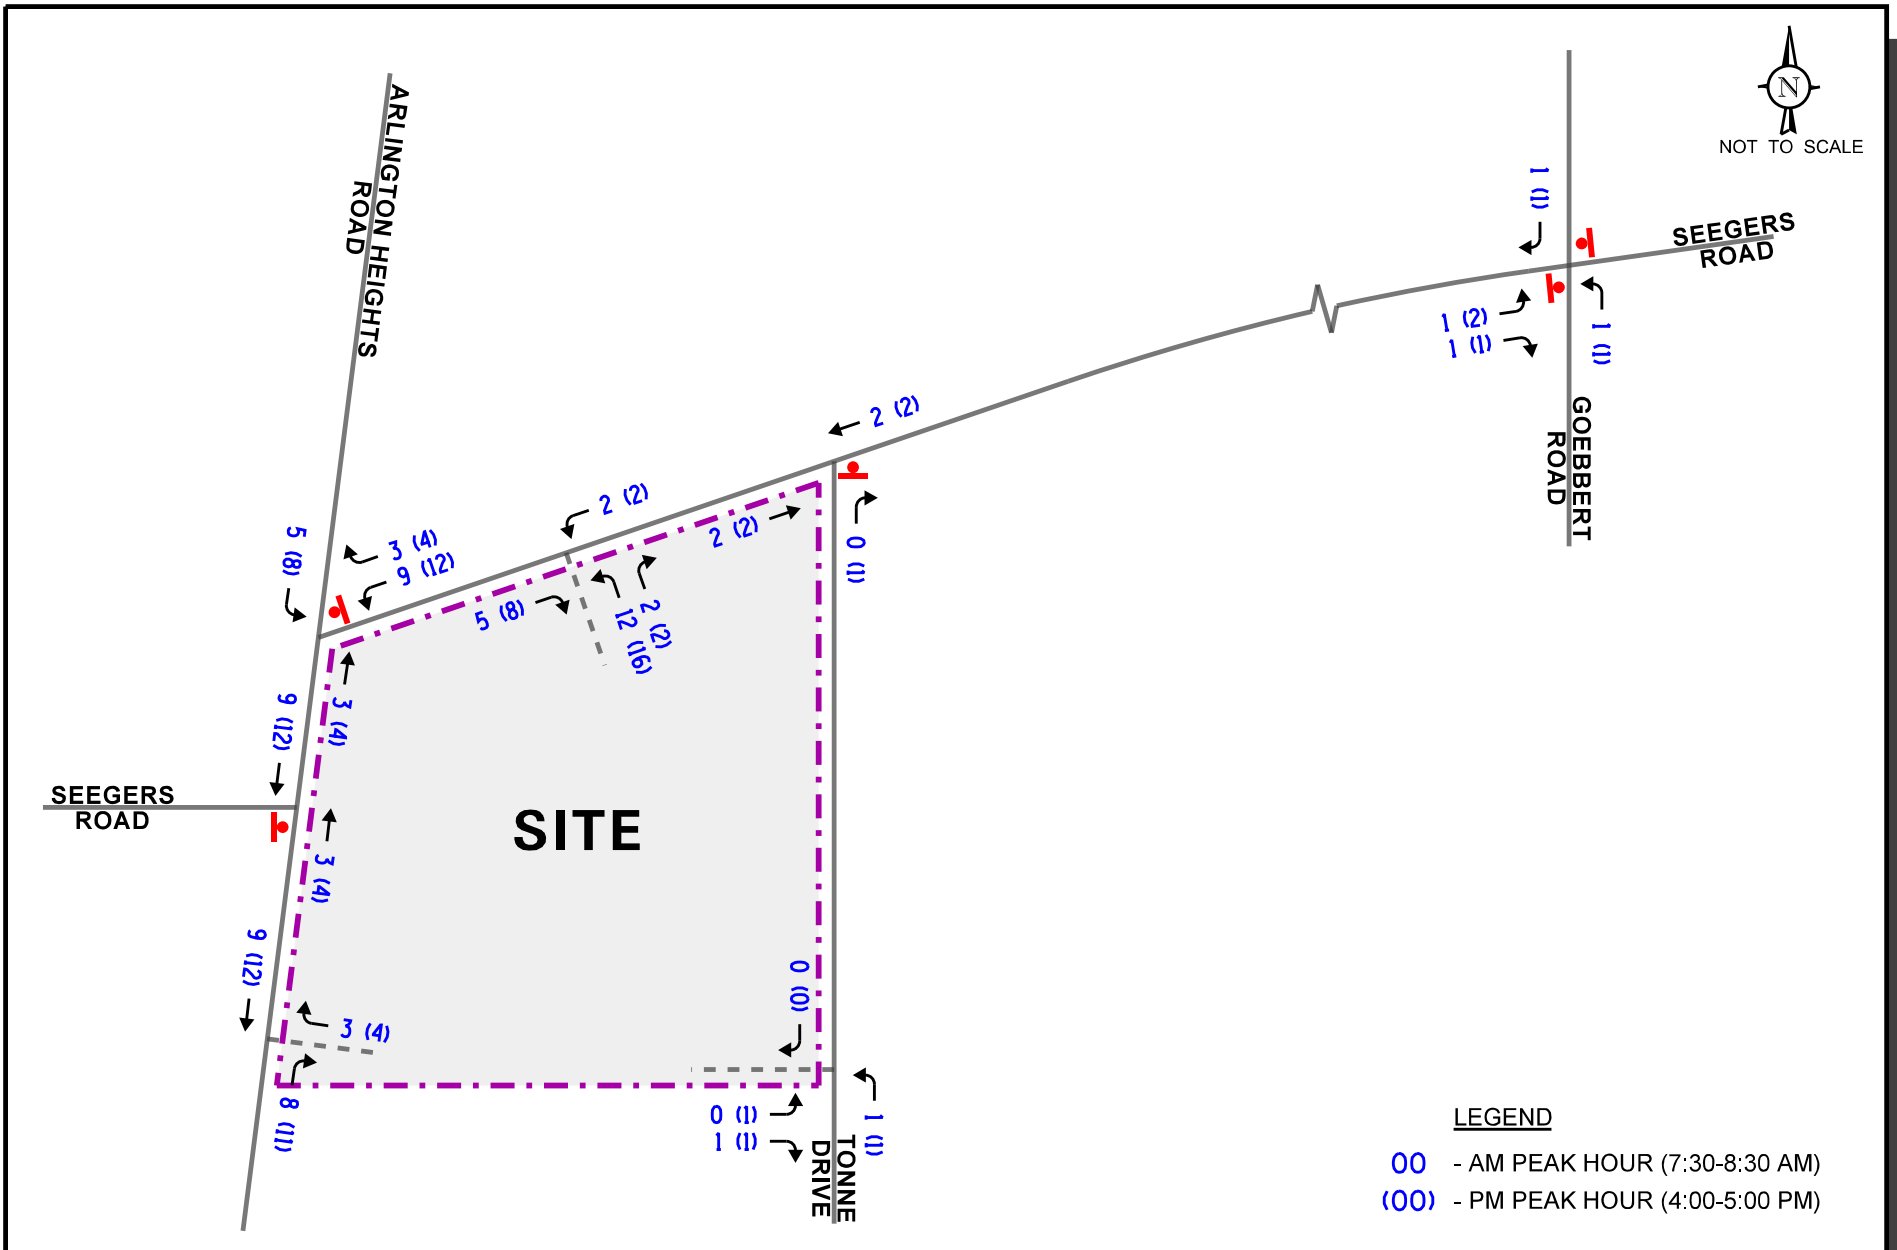 ARLINGTON HEIGHTS
ROAD
N
NOT TO SCALE
1 (1)
SEEGERS
ROAD
1 (2)
1 (1)
1 (1)
GOEBBERT
ROAD
2 (2)
2 (2)
2 (2)
0 (1)
5 (8)
3 (4)
9 (12)
5 (8)
2 (2)
12 (16)
9 (12)
3 (4)
SEEGERS
ROAD
SITE
3 (4)
9 (12)
3 (4)
0 (0)
8 (11)
0 (1)
1 (1)
1 (1)
TONNE
DRIVE
LEGEND
00 - AM PEAK HOUR (7:30-8:30 AM)
(00) - PM PEAK HOUR (4:00-5:00 PM)